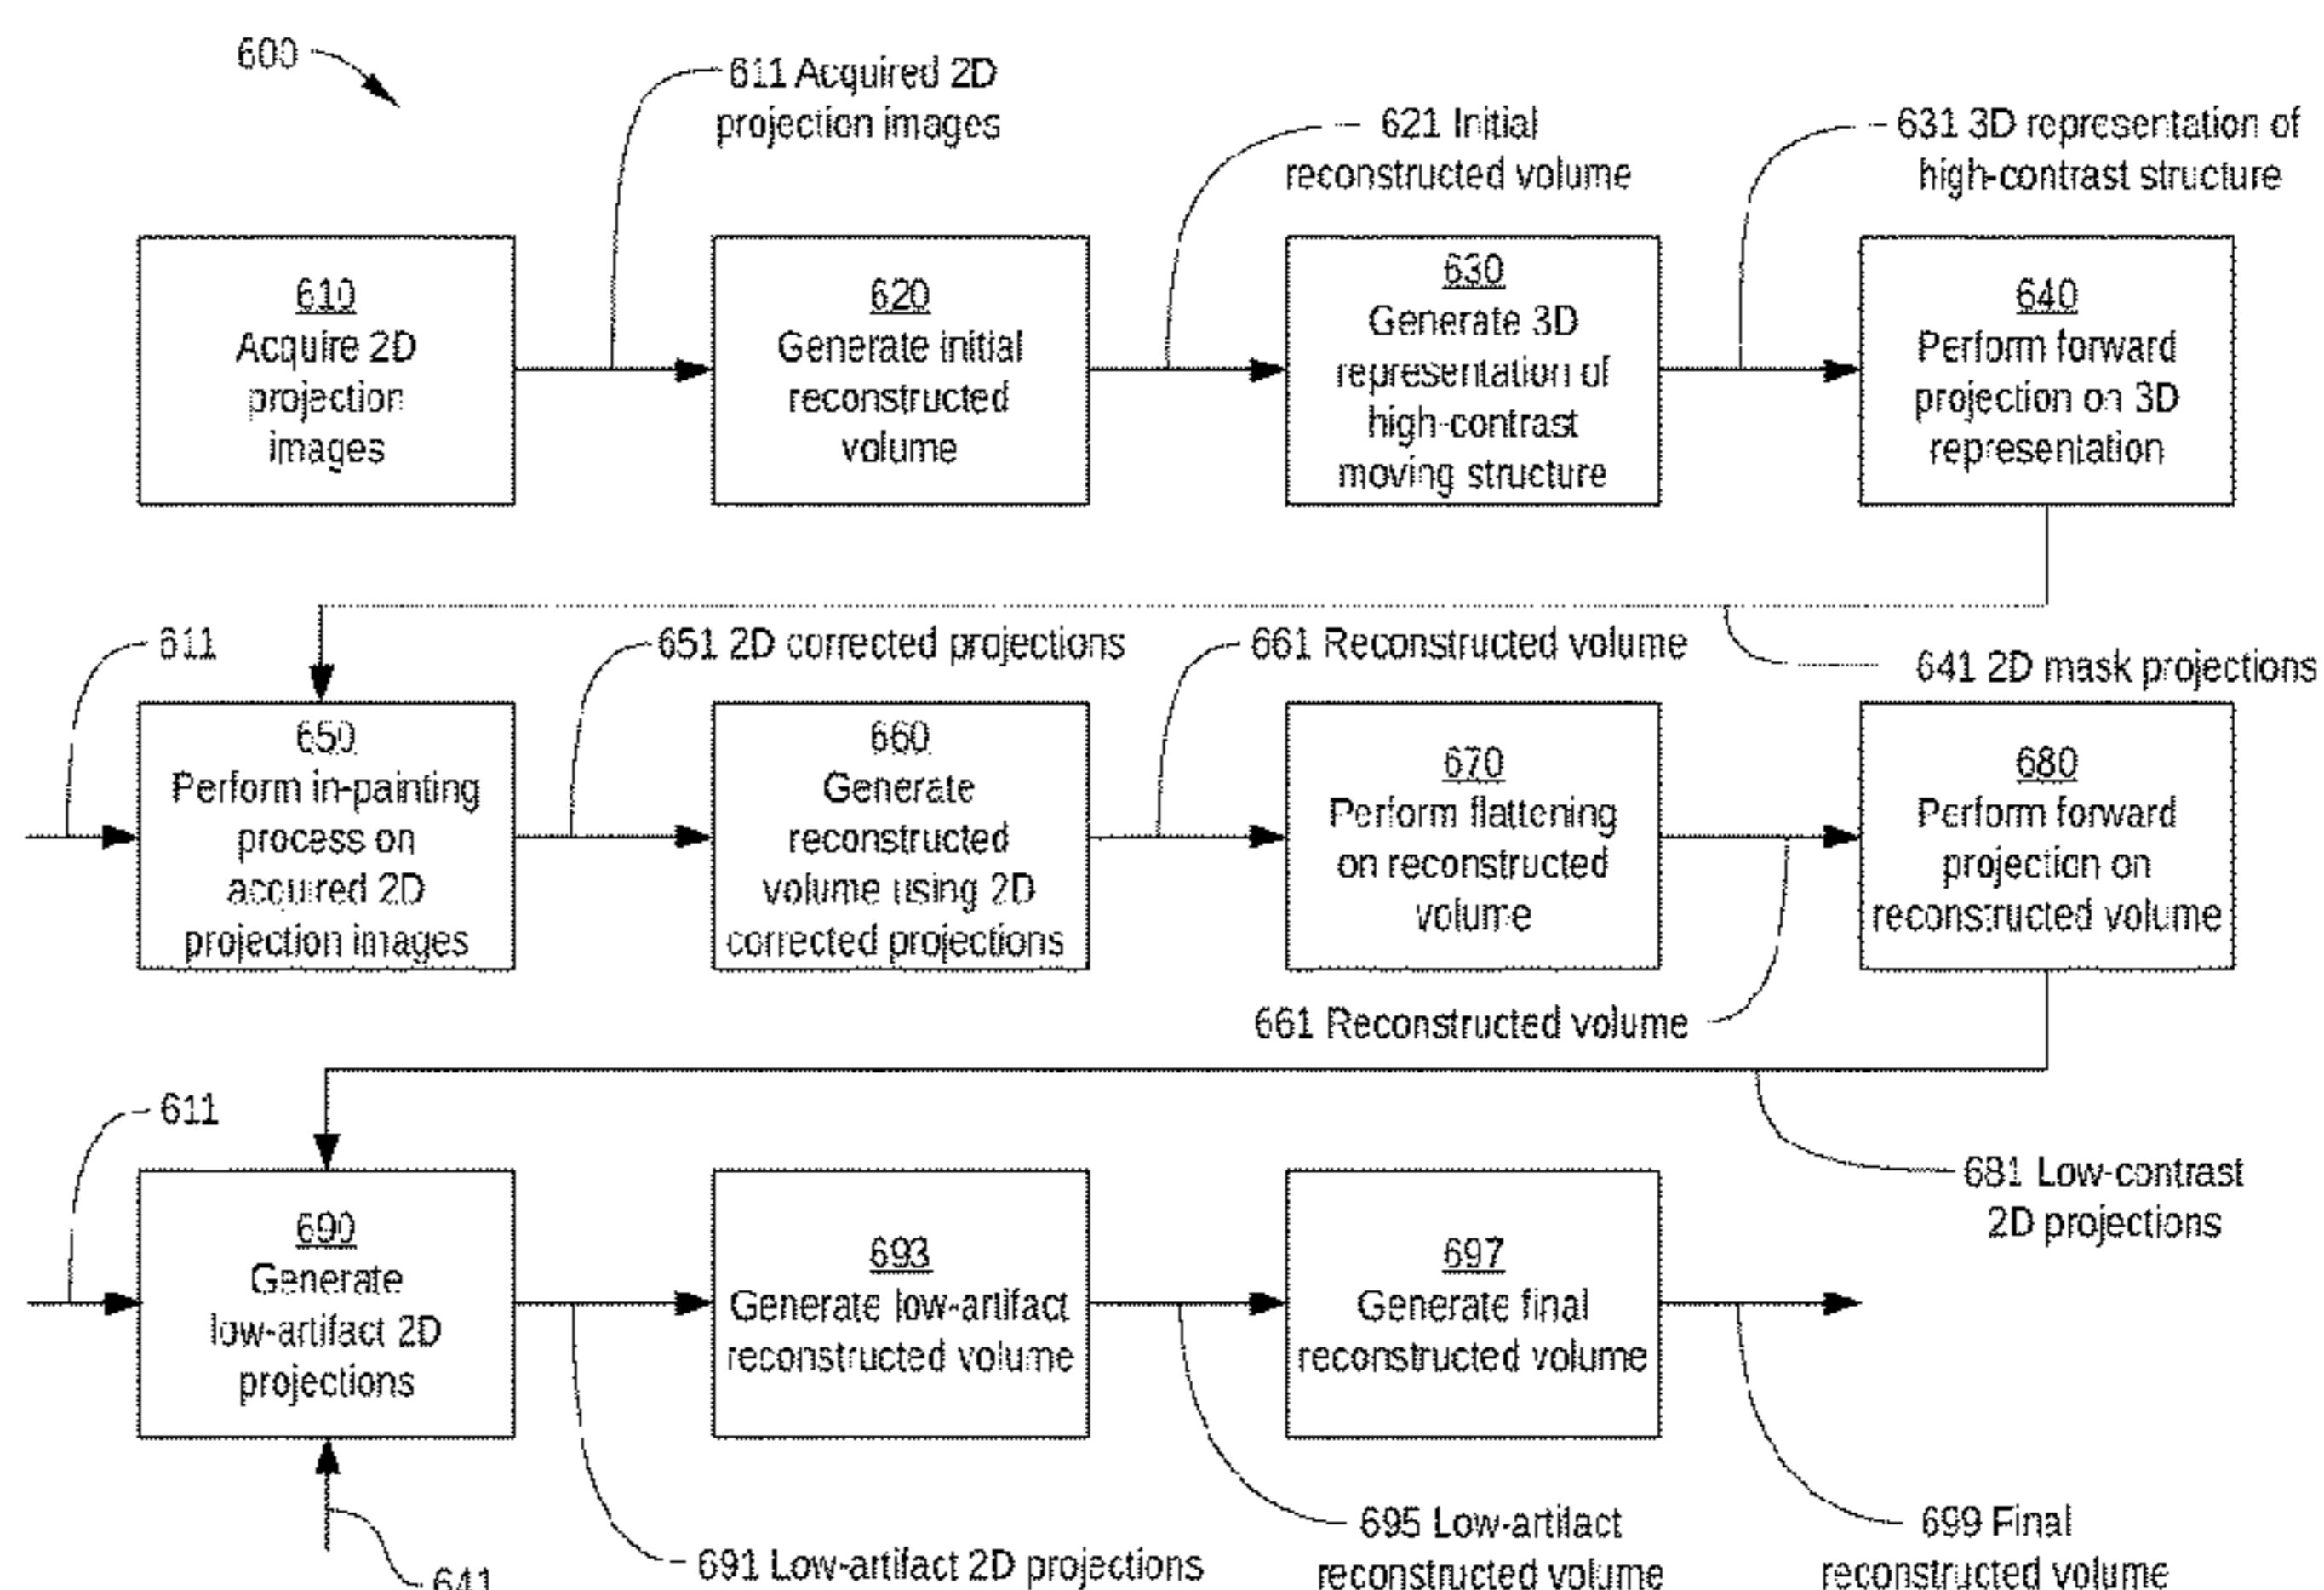 600
611 Acquired 2D
projection images
621 Initial
reconstructed volume
631 3D representation of
high-contrast structure
610
Acquire 2D
projection
images
620
Generate initial
reconstructed
volume
630
Generate 3D
representation of
high-contrast
moving structure
640
Perform forward
projection on 3D
representation
611
651 2D corrected projections
661 Reconstructed volume
641 2D mask projections
650
Perform in-painting
process on
acquired 2D
projection images
660
Generate
reconstructed
volume using 2D
corrected projections
670
Perform flattening
on reconstructed
volume
680
Perform forward
projection on
reconstructed volume
661 Reconstructed volume
611
681 Low-contrast
2D projections
690
Generate
low-artifact 2D
projections
693
Generate low-artifact
reconstructed volume
697
Generate final
reconstructed volume
641
691 Low-artifact 2D projections
695 Low-artifact
reconstructed volume
699 Final
reconstructed volume